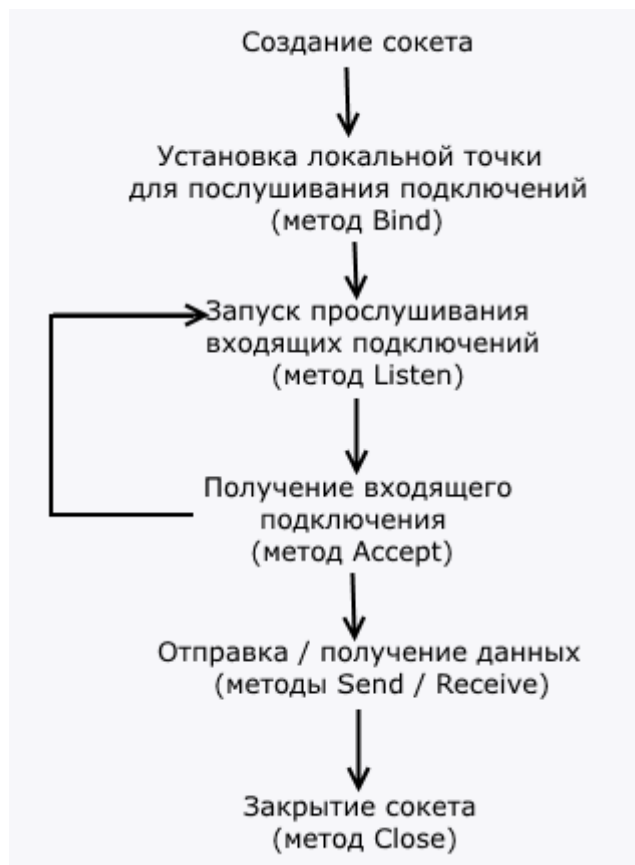 Создание сокета
Установка локальной точки
для послушивания подключений
(метод Bind)
Запуск прослушивания
входящих подключений
(метод Listen)
Получение входящего
подключения
(метод Accept)
Отправка / получение данных
(методы Send / Receive)
Закрытие сокета
(метод Close)